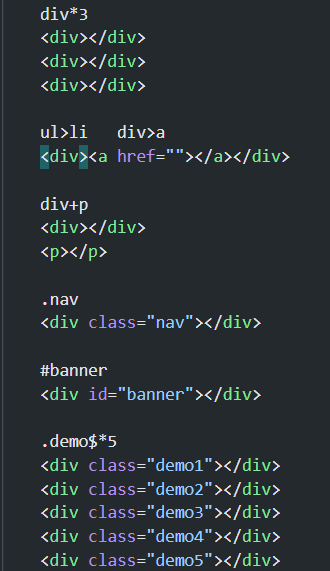 div*3
<div></div>
<div></div>
<div></div>
ul>li   div>a
<div><a href=""></a></div>
div+p
<div></div>
<p></p>
.nav
<div class="nav"></div>
#banner
<div id="banner"></div>
.demo$*5
<div class="demo1"></div>
<div class="demo2"></div>
<div class="demo3"></div>
<div class="demo4"></div>
<div class="demo5"></div>